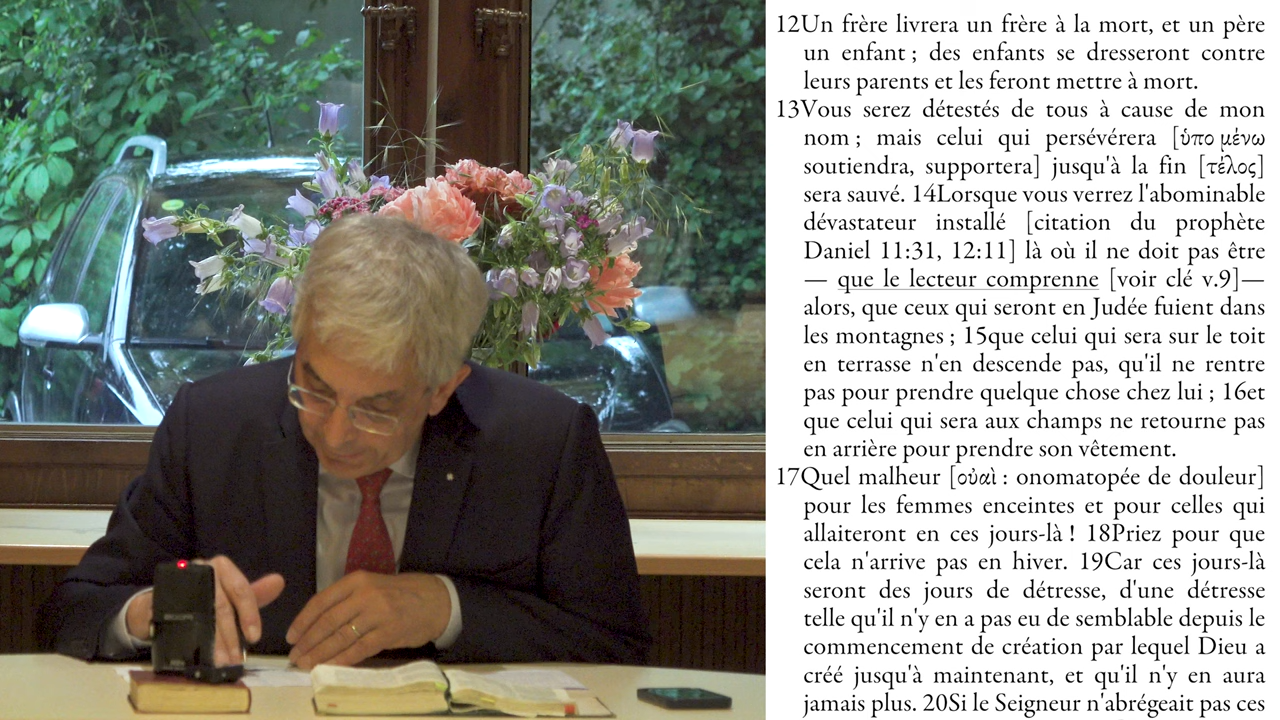 12Un frère livrera un frère à la mort, et un père
un enfant ; des enfants se dresseront contre
leurs parents et les feront mettre à mort.
13Vous serez détestés de tous à cause de mon
nom ; mais celui qui persévérera [ὑπο μένω
soutiendra, supportera] jusqu'à la fin [τέλος]
sera sauvé. 14Lorsque vous verrez l'abominable
dévastateur installé [citation du prophète
Daniel 11:31, 12:11] là où il ne doit pas être
— que le lecteur comprenne [voir clé v.9]—
alors, que ceux qui seront en Judée fuient dans
les montagnes ; 15que celui qui sera sur le toit
en terrasse n'en descende pas, qu'il ne rentre
pas pour prendre quelque chose chez lui ; 16et
que celui qui sera aux champs ne retourne pas
en arrière pour prendre son vêtement.
17Quel malheur [οὐαὶ : onomatopée de douleur]
pour les femmes enceintes et pour celles qui
allaiteront en ces jours-là ! 18Priez pour que
cela n'arrive pas en hiver. 19Car ces jours-là
seront des jours de détresse, d'une détresse
telle qu'il n'y en a pas eu de semblable depuis le
commencement de création par lequel Dieu a
créé jusqu'à maintenant, et qu'il n'y en aura
jamais plus. 20Si le Seigneur n'abrégeait pas ces